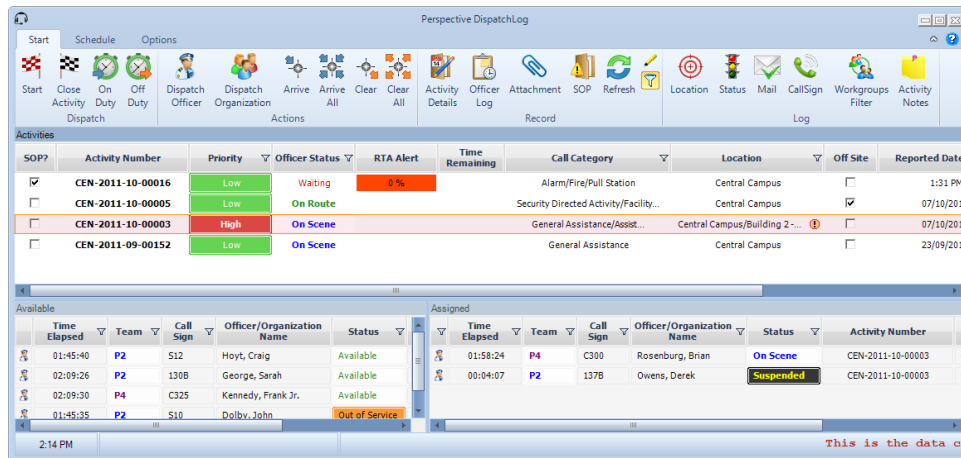 Perspective DispatchLog
Start Schedule Options
Start Close Activity On Duty Off Duty Dispatch Officer Dispatch Organization Arrive Arrive All Clear Clear All Activity Details Officer Log Attachment SOP Refresh Location Status Mail CallSign Workgroups Filter Activity Notes
Dispatch Actions Record Log
Activities
SOP? Activity Number Priority Officer Status RTA Alert Time Remaining Call Category Location Off Site Reported Date
CEN-2011-10-00016 Low Waiting 0 % Alarm/Fire/Pull Station Central Campus 1:31 PM
CEN-2011-10-00005 Low On Route Security Directed Activity/Facility... Central Campus 07/10/201
CEN-2011-10-00003 High On Scene General Assistance/Assist... Central Campus/Building 2 -... 07/10/201
CEN-2011-09-00152 Low On Scene General Assistance Central Campus 23/09/201
Available Assigned
Time Elapsed Team Call Sign Officer/Organization Name Status Time Elapsed Team Call Sign Officer/Organization Name Status Activity Number
01:45:40 P2 S12 Hoyt, Craig Available 01:58:24 P4 C300 Rosenburg, Brian On Scene CEN-2011-10-00003
02:09:26 P2 130B George, Sarah Available 00:04:07 P2 137B Owens, Derek Suspended CEN-2011-10-00003
02:09:30 P4 C325 Kennedy, Frank Jr. Available
01:45:35 P2 S10 Dolby, John Out of Service
2:14 PM This is the data c